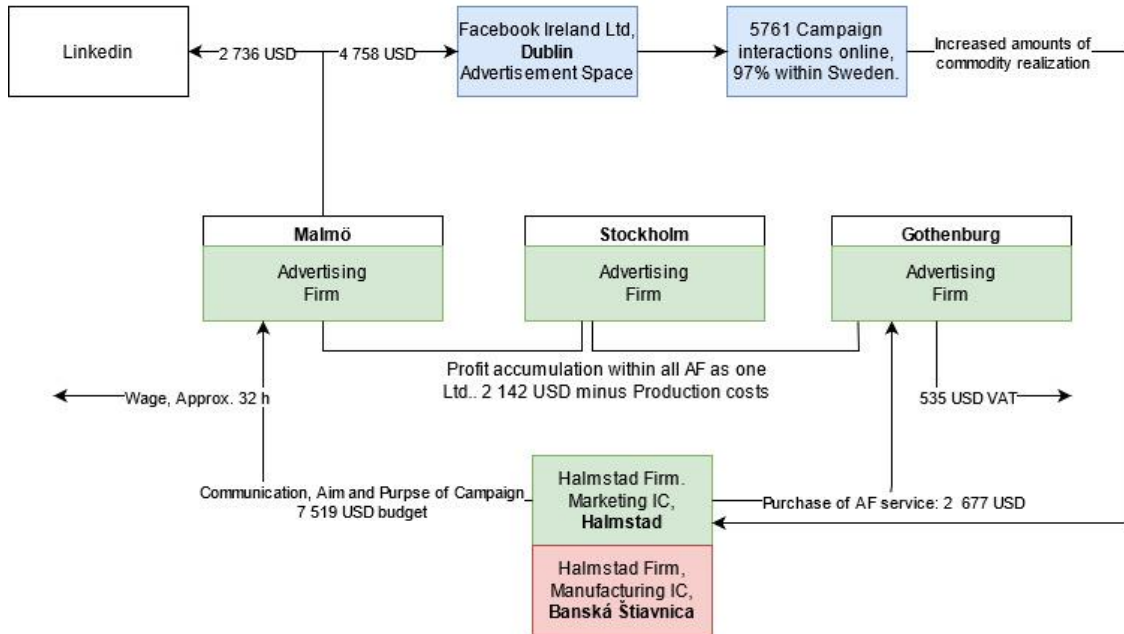 Linkedin
2 736 USD
4 758 USD
Facebook Ireland Ltd,
Dublin
Advertisement Space
5761 Campaign
interactions online,
97% within Sweden.
Increased amounts of
commodity realization
Malmö
Advertising
Firm
Stockholm
Advertising
Firm
Gothenburg
Advertising
Firm
Profit accumulation within all AF as one
Ltd.. 2 142 USD minus Production costs
Wage, Approx. 32 h
535 USD VAT
Communication, Aim and Purpse of Campaign
7 519 USD budget
Halmstad Firm.
Marketing IC,
Halmstad
Purchase of AF service: 2 677 USD
Halmstad Firm,
Manufacturing IC,
Banská Štiavnica